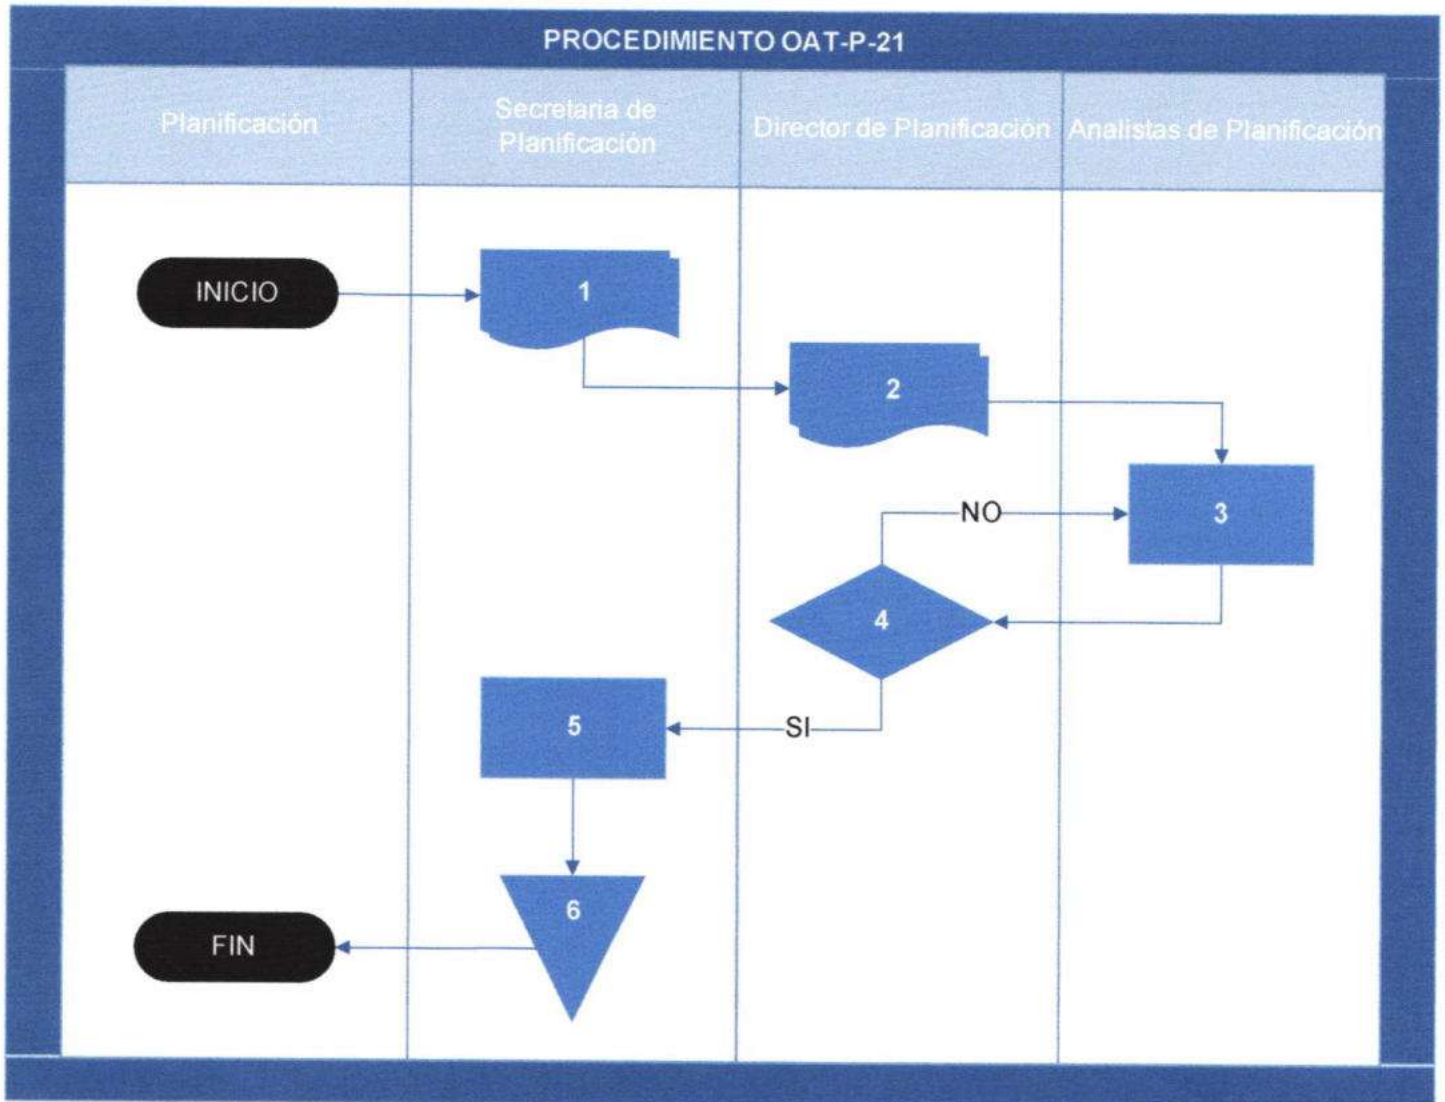 PROCEDIMIENTO OAT-P-21
Planificación
Secretaria de
Planificación
Director de Planificación
Analistas de Planificación
INICIO
1
2
NO
3
4
5
SI
6
FIN